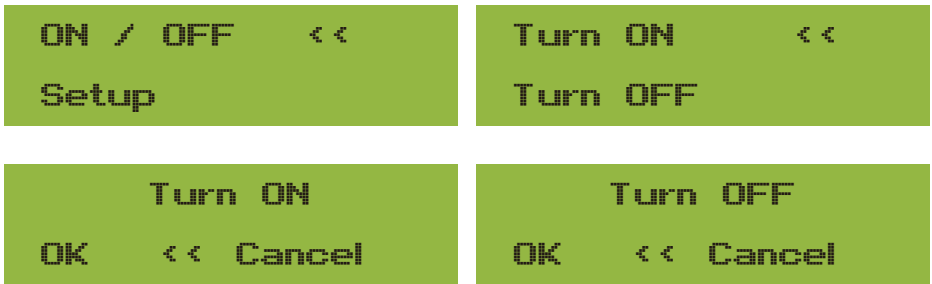 ON / OFF <<
Setup
Turn ON <<
Turn OFF
Turn ON
OK << Cancel
Turn OFF
OK << Cancel